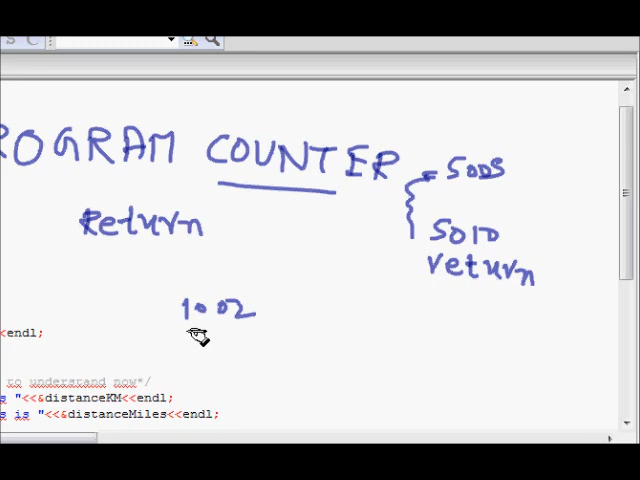 ROGRAM COUNTER
5005
Return
5010
return
1002
<endl;
to understand now*/
s "<<&distanceKM<<endl;
s is "<<&distanceMiles<<endl;